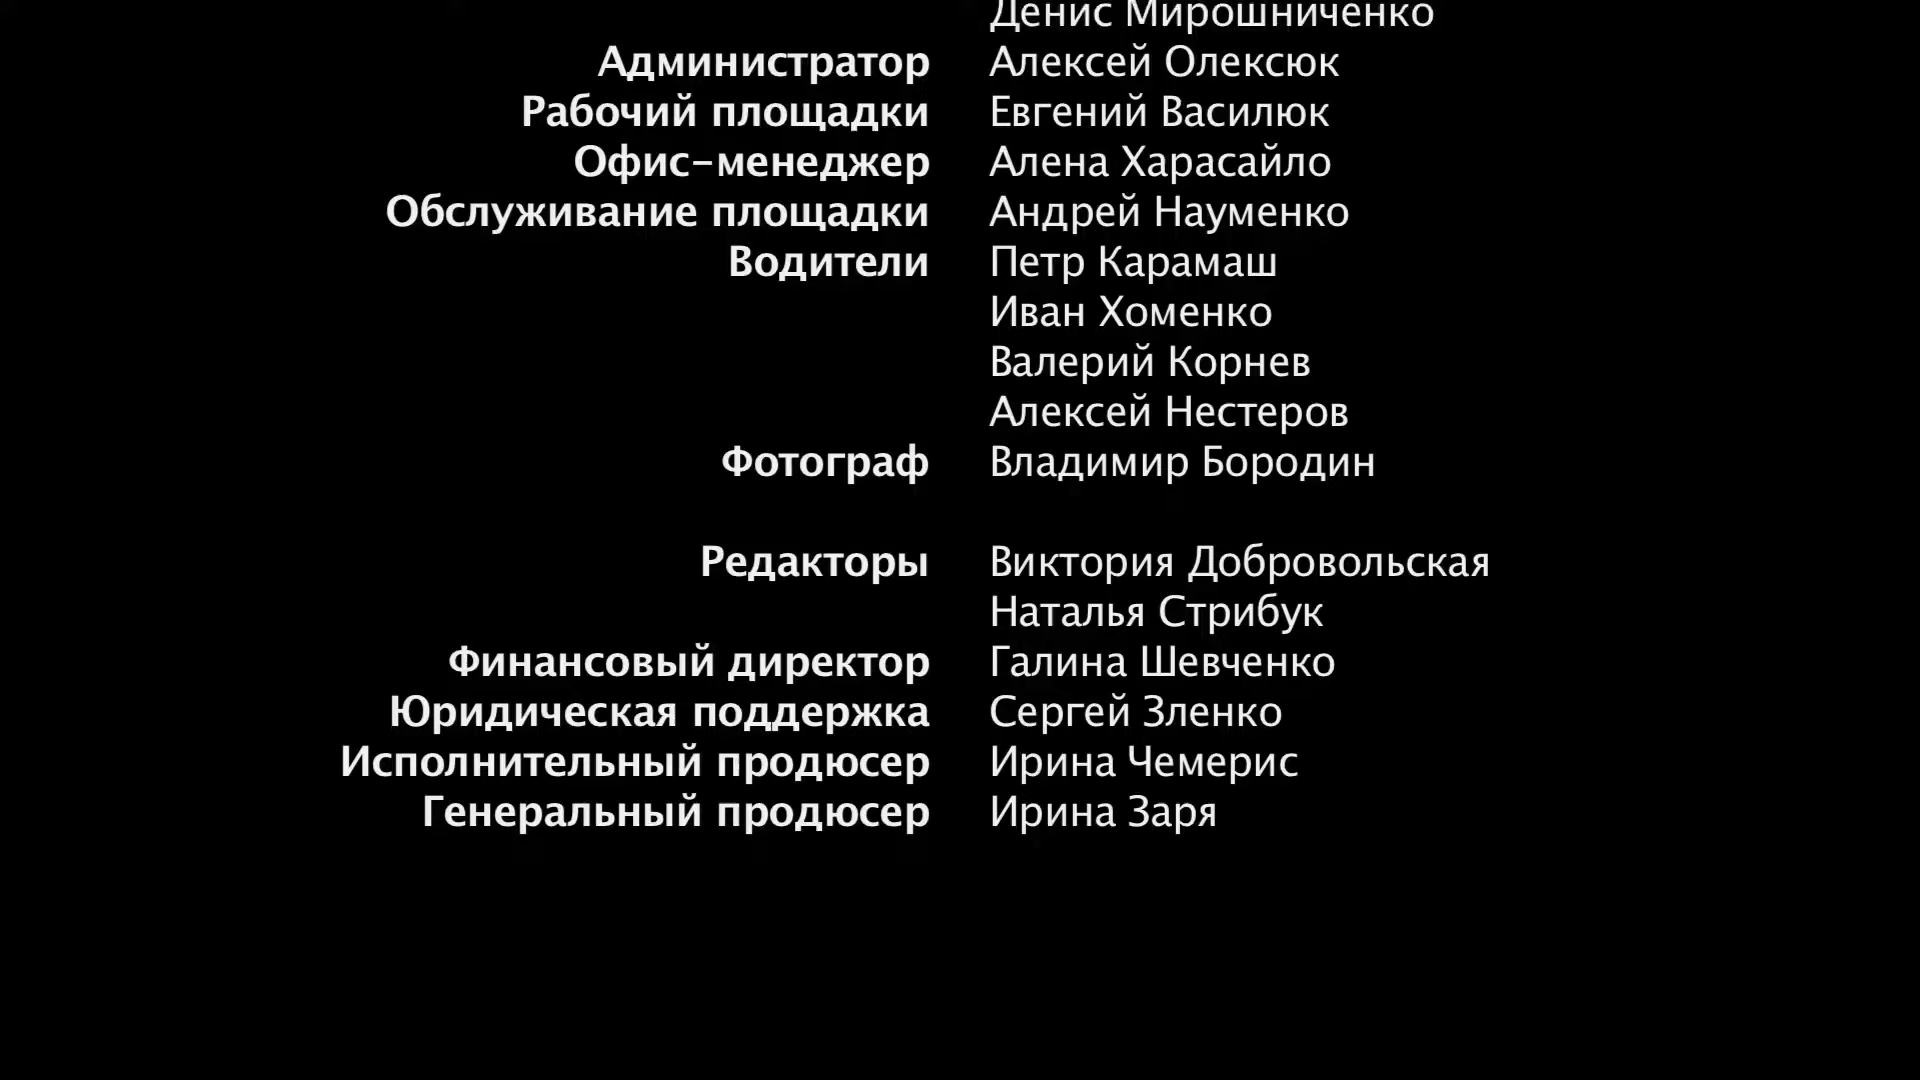 Денис Мирошниченко
Администратор Алексей Олексюк
Рабочий площадки Евгений Василюк
Офис-менеджер Алена Харасайло
Обслуживание площадки Андрей Науменко
Водители Петр Карамаш
Иван Хоменко
Валерий Корнев
Алексей Нестеров
Фотограф Владимир Бородин
Редакторы Виктория Добровольская
Наталья Стрибук
Финансовый директор Галина Шевченко
Юридическая поддержка Сергей Зленко
Исполнительный продюсер Ирина Чемерис
Генеральный продюсер Ирина Заря